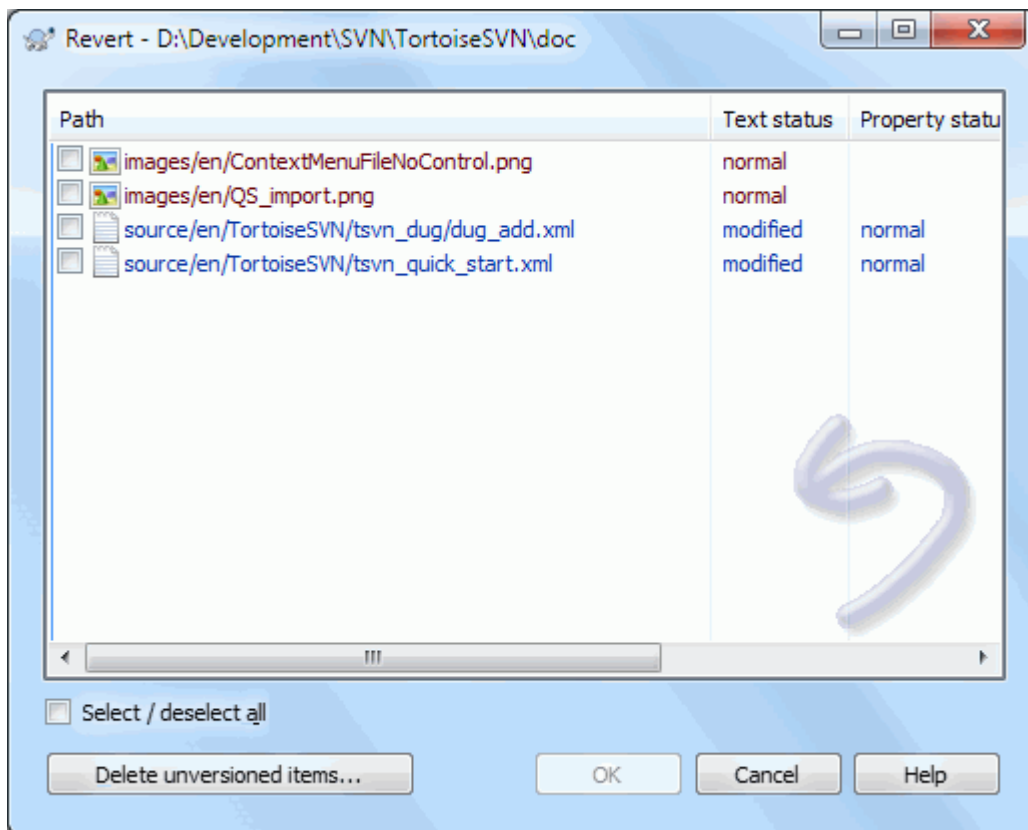 Revert - D:\Development\SVN\TortoiseSVN\doc
Path Text status Property statu
images/en/ContextMenuFileNoControl.png normal
images/en/QS_import.png normal
source/en/TortoiseSVN/tsvn_dug/dug_add.xml modified normal
source/en/TortoiseSVN/tsvn_quick_start.xml modified normal
Select / deselect all
Delete unversioned items... OK Cancel Help